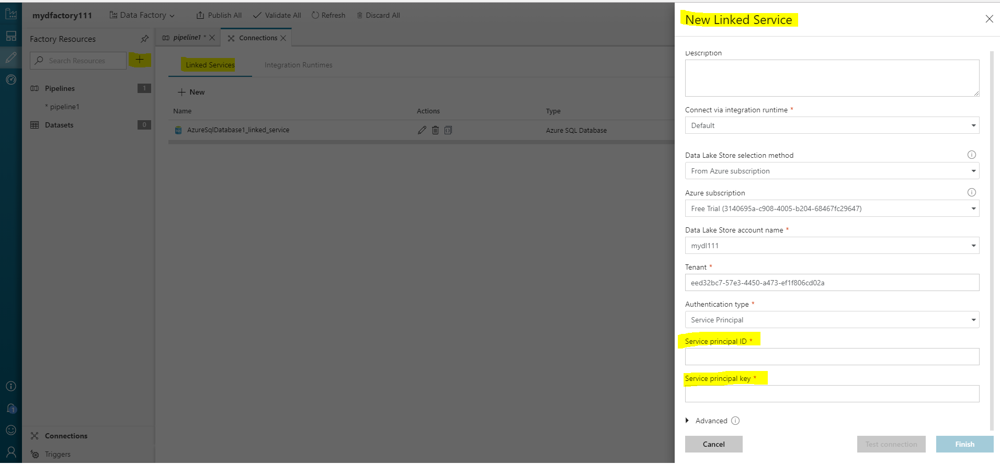 mydfactory111
Data Factory
Publish All
Validate All
Refresh
Discard All
Factory Resources
Search Resources
Pipelines
1
* pipeline1
Datasets
0
Connections
Triggers
1
pipeline1 *
Connections
Linked Services
Integration Runtimes
New
Name
Actions
Type
AzureSqlDatabase1_linked_service
Azure SQL Database
New Linked Service
Description
Connect via integration runtime *
Default
Data Lake Store selection method
From Azure subscription
Azure subscription
Free Trial (3140695a-c908-4005-b204-68467fc29647)
Data Lake Store account name *
mydl111
Tenant *
eed32bc7-57e3-4450-a473-ef1f806cd02a
Authentication type *
Service Principal
Service principal ID *
Service principal key *
Advanced
Cancel
Test connection
Finish